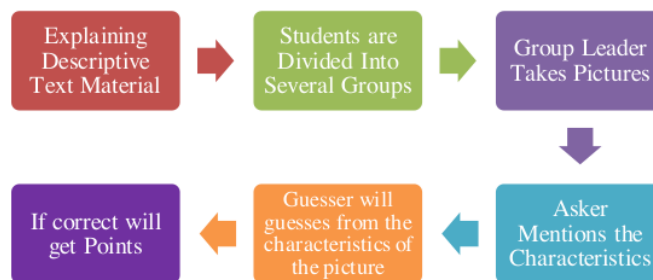 Explaining
Descriptive
Text Material
Students are
Divided Into
Several Groups
Group Leader
Takes Pictures
Asker
Mentions the
Characteristics
Guesser will
guesses from the
characteristics of
the picture
If correct will
get Points